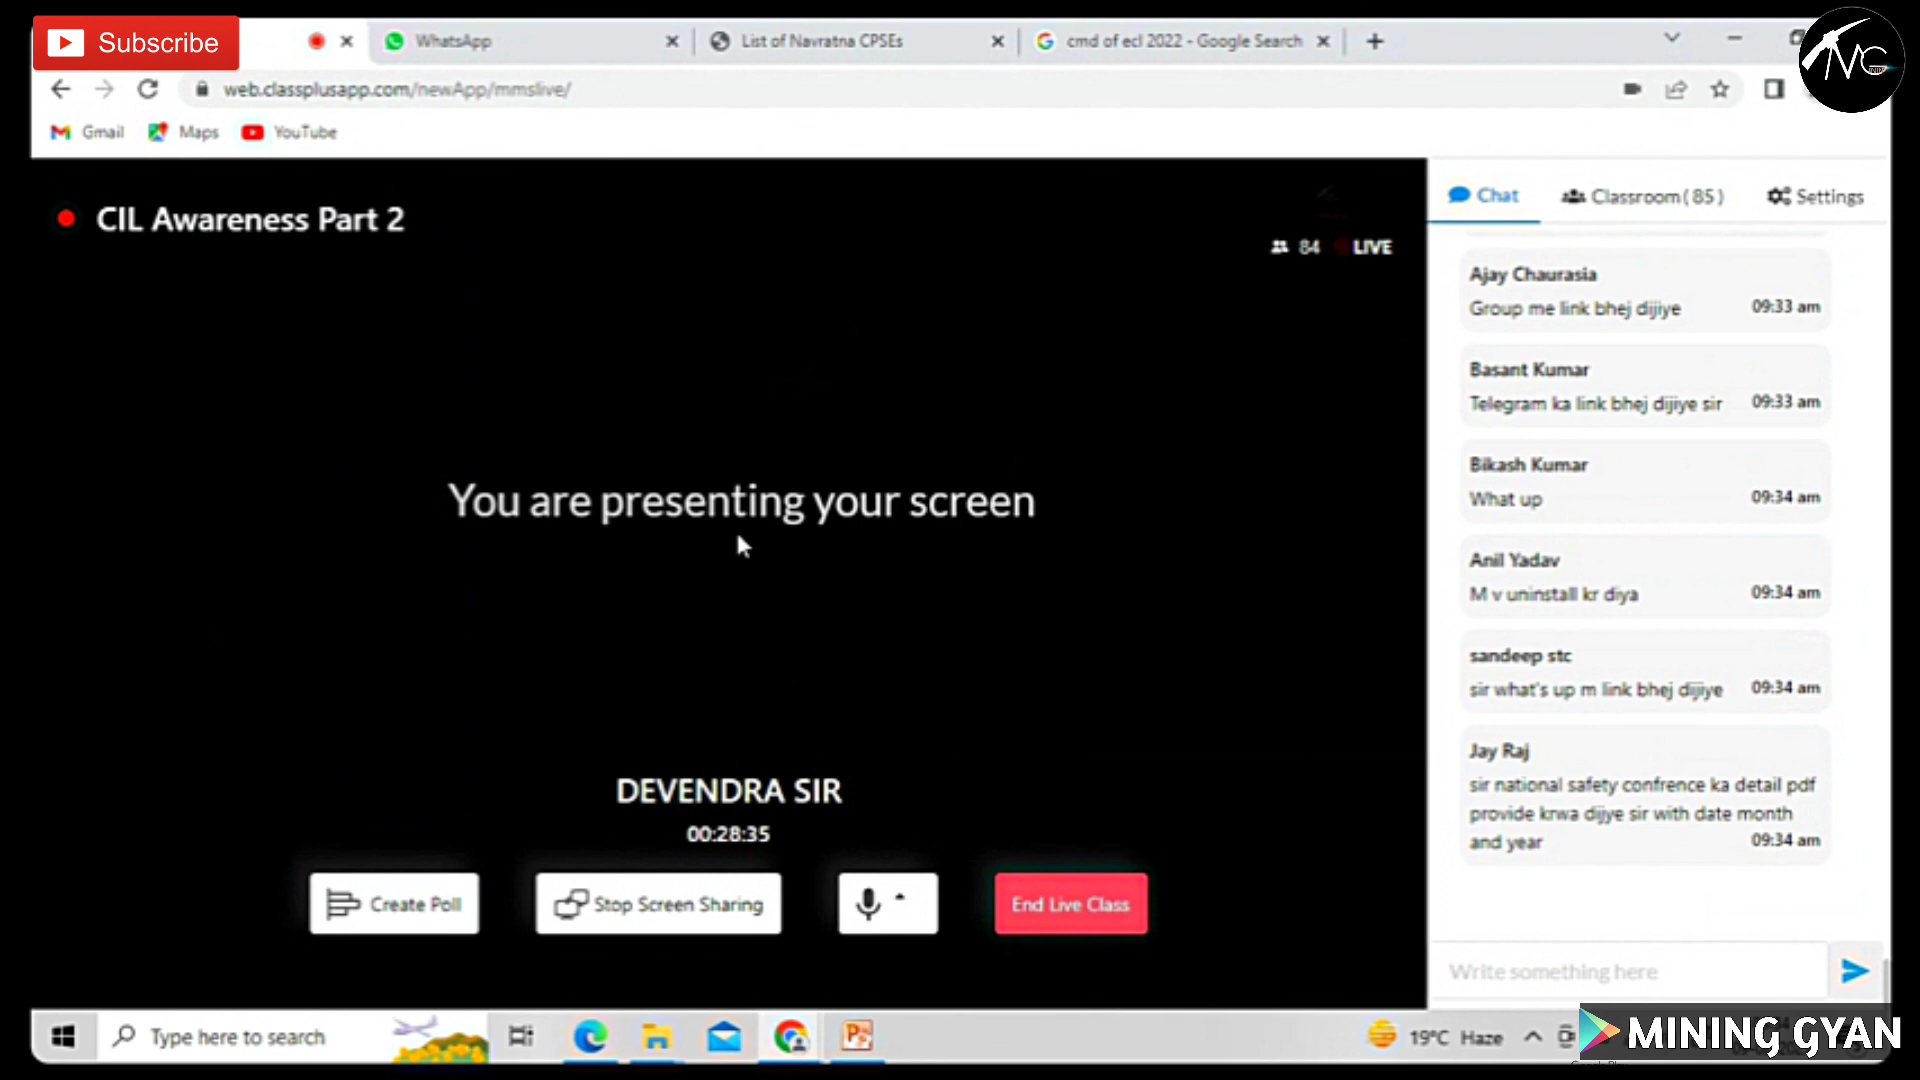 Subscribe
WhatsApp
List of Navratna CPSEs
cmd of ecl 2022 - Google Search
MG
web.classplusapp.com/newApp/mmslive/
Gmail
Maps
YouTube
CIL Awareness Part 2
84 LIVE
Chat
Classroom(85)
Settings
Ajay Chaurasia
Group me link bhej dijiye 09:33 am
Basant Kumar
Telegram ka link bhej dijiye sir 09:33 am
Bikash Kumar
What up 09:34 am
Anil Yadav
M v uninstall kr diya 09:34 am
sandeep stc
sir what's up m link bhej dijiye 09:34 am
Jay Raj
sir national safety confrence ka detail pdf
provide krwa dijye sir with date month
and year 09:34 am
You are presenting your screen
DEVENDRA SIR
00:28:35
Create Poll
Stop Screen Sharing
End Live Class
Write something here
Type here to search
19°C Haze
MINING GYAN